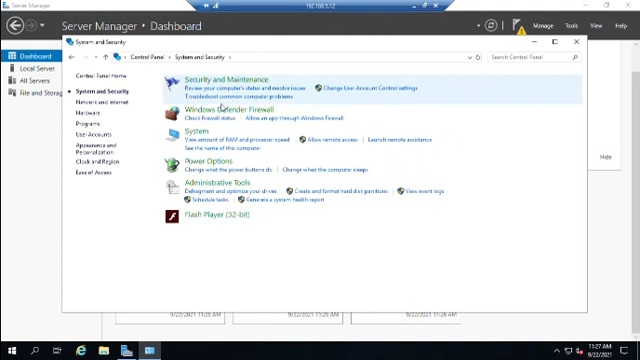 Server Manager
192.168.5.12
Server Manager › Dashboard
Manage Tools View Help
Dashboard
Local Server
All Servers
File and Storag
System and Security
Control Panel › System and Security ›
Search Control Panel
Control Panel Home
System and Security
Network and Internet
Hardware
Programs
User Accounts
Appearance and
Personalization
Clock and Region
Ease of Access
Security and Maintenance
Review your computer's status and resolve issues
Change User Account Control settings
Troubleshoot common computer problems
Windows Defender Firewall
Check firewall status
Allow an app through Windows Firewall
System
View amount of RAM and processor speed
Allow remote access
Launch remote assistance
See the name of this computer
Power Options
Change what the power buttons do
Change when the computer sleeps
Administrative Tools
Defragment and optimize your drives
Create and format hard disk partitions
View event logs
Schedule tasks
Generate a system health report
Flash Player (32-bit)
Hide
9/22/2021 11:26 AM
9/22/2021 11:26 AM
9/22/2021 11:26 AM
11:27 AM
9/22/2021